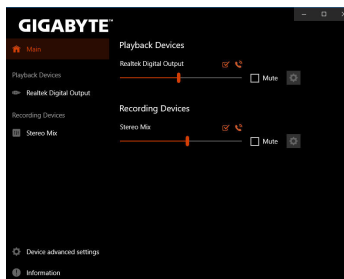 GIGABYTE™
Main
Playback Devices
Realtek Digital Output
Recording Devices
Stereo Mix
Device advanced settings
Information
Playback Devices
Realtek Digital Output
Mute
Recording Devices
Stereo Mix
Mute